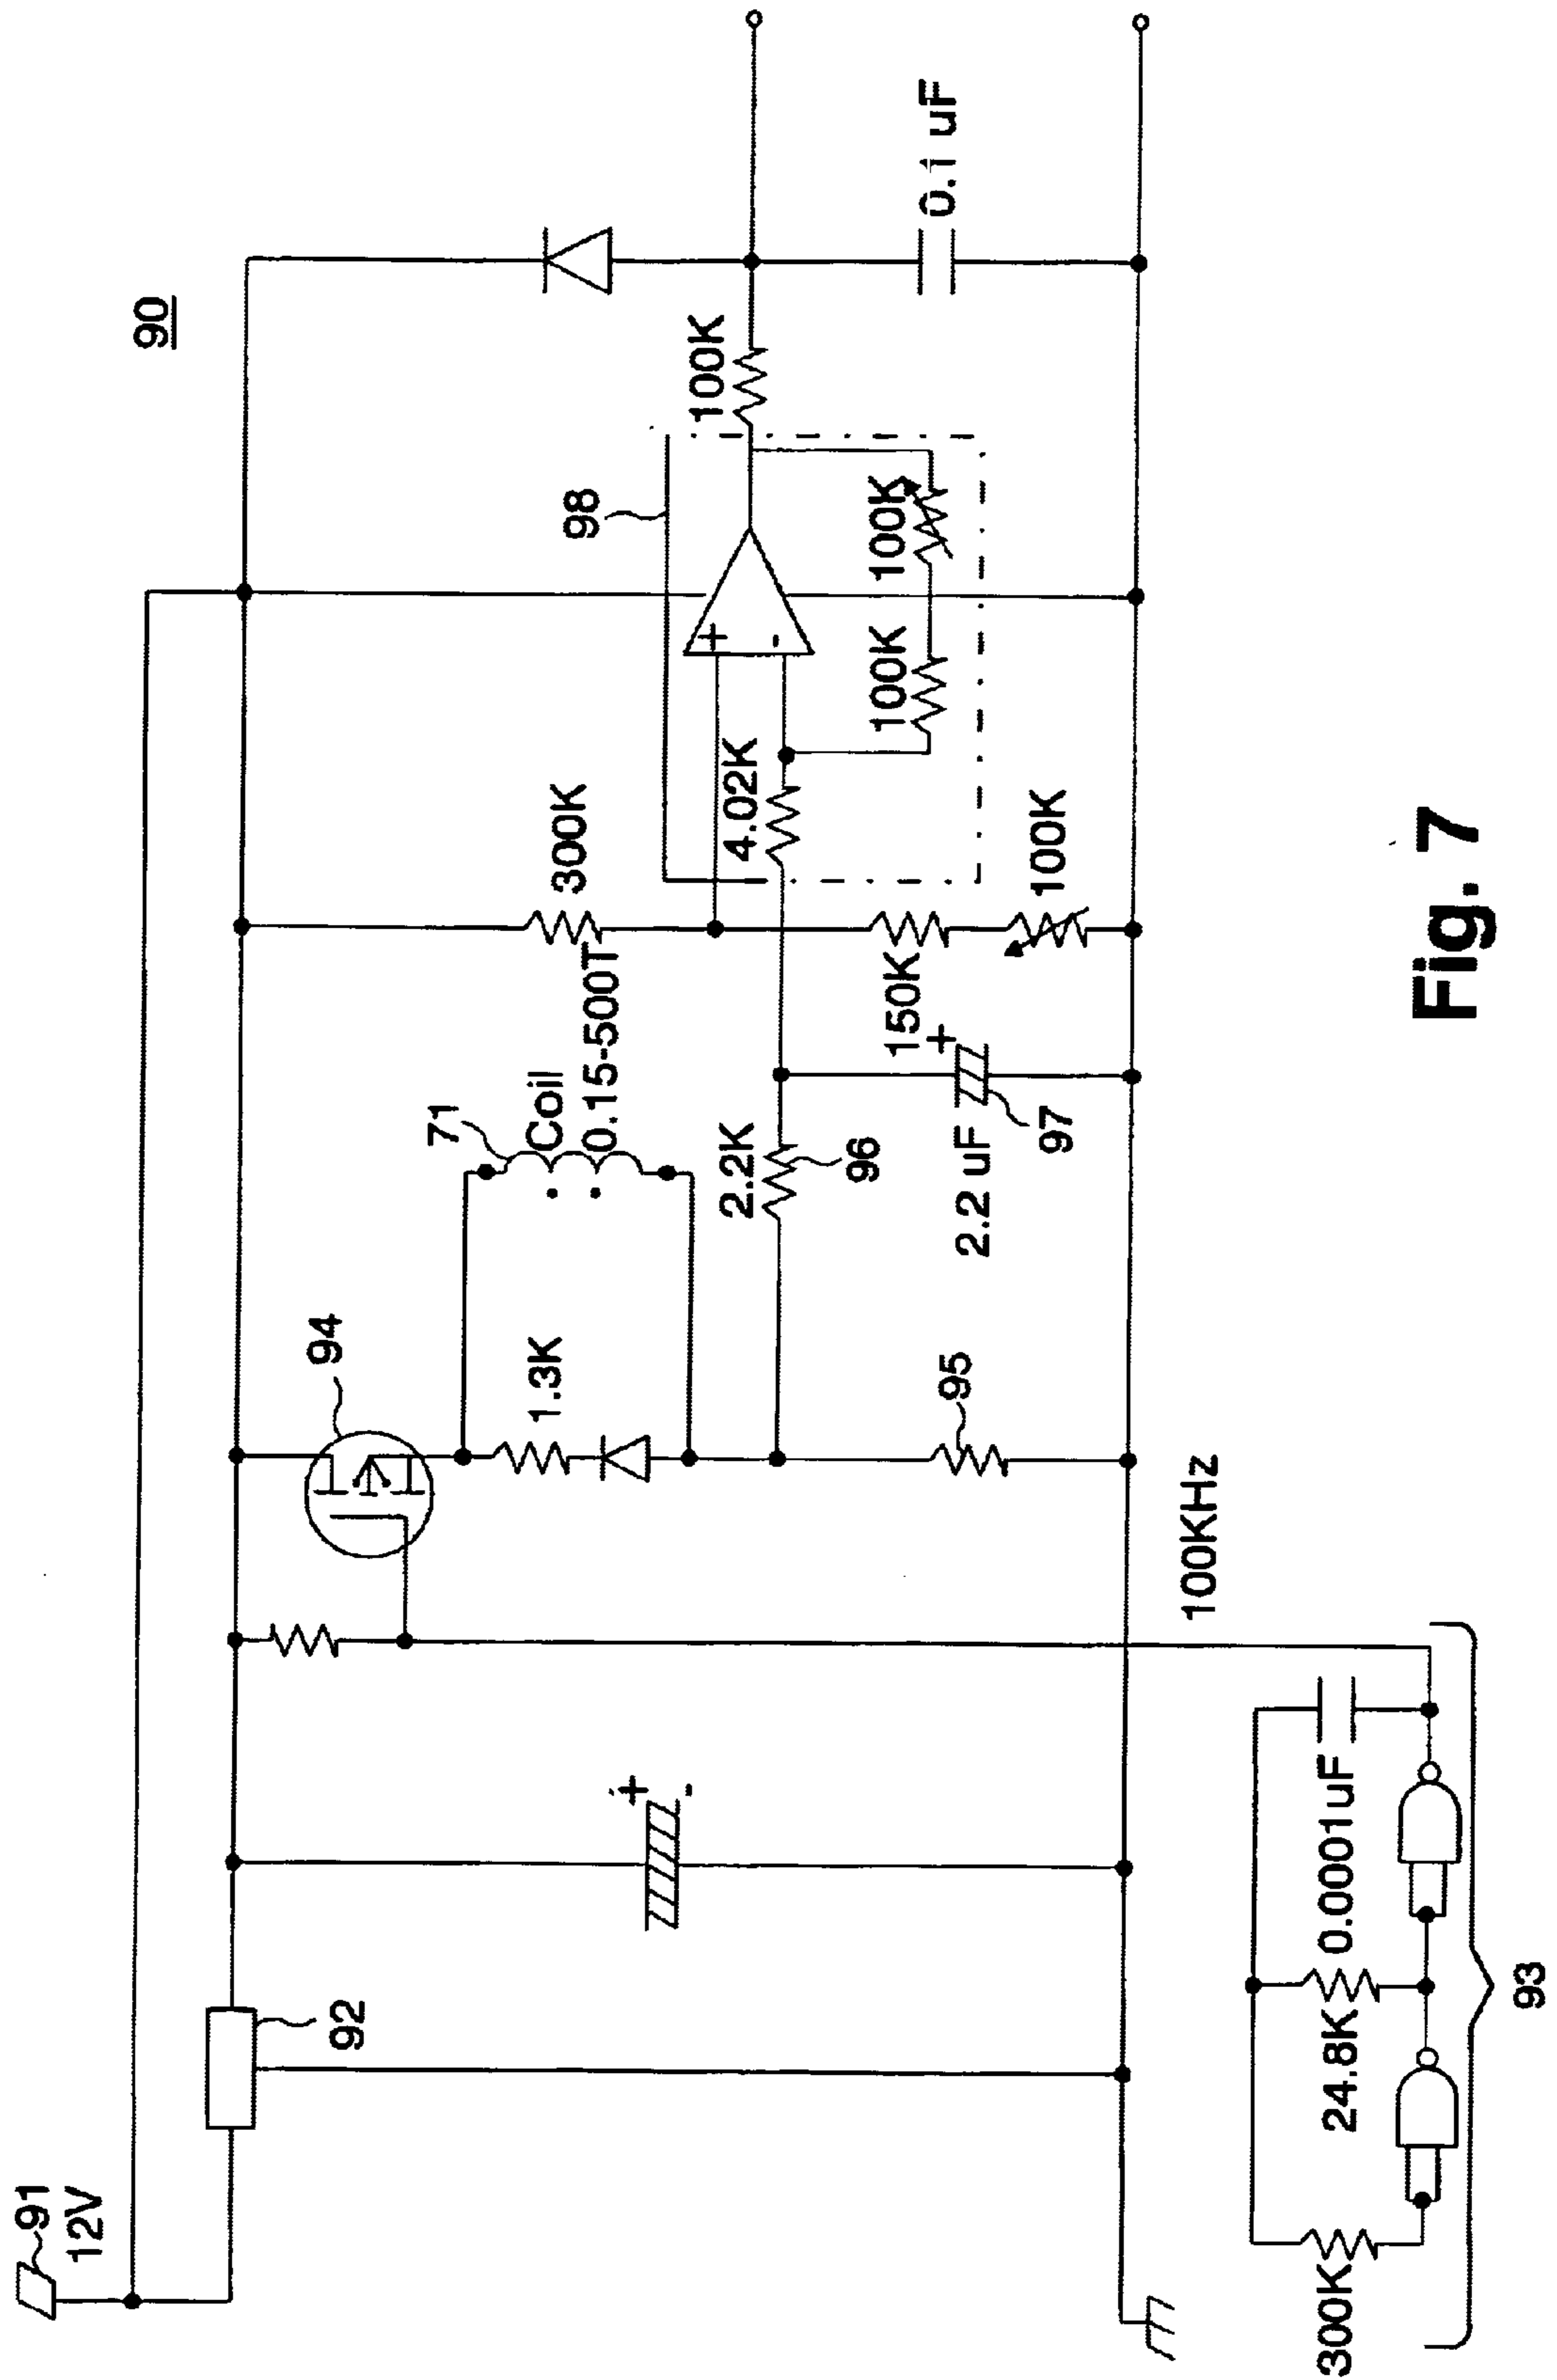 90
91
12V
92
94
1.3K
71
Coil
0.15-500T
300K
98
100K
4.02K
100K
100K
2.2K
96
2.2 uF
+
97
150K
100K
0.1 uF
95
+
-
+
-
100KHz
300K
24.8K
0.0001uF
93
Fig. 7